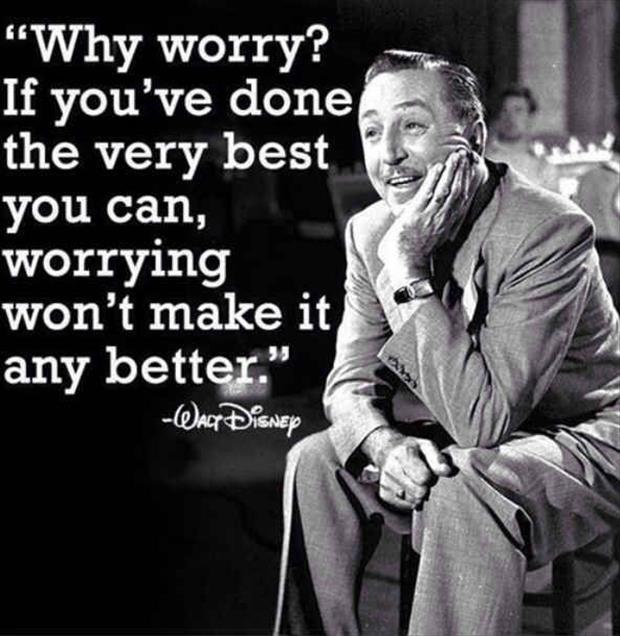 “Why worry?
If you’ve done
the very best
you can,
worrying
won’t make it
any better.”
-Walt Disney